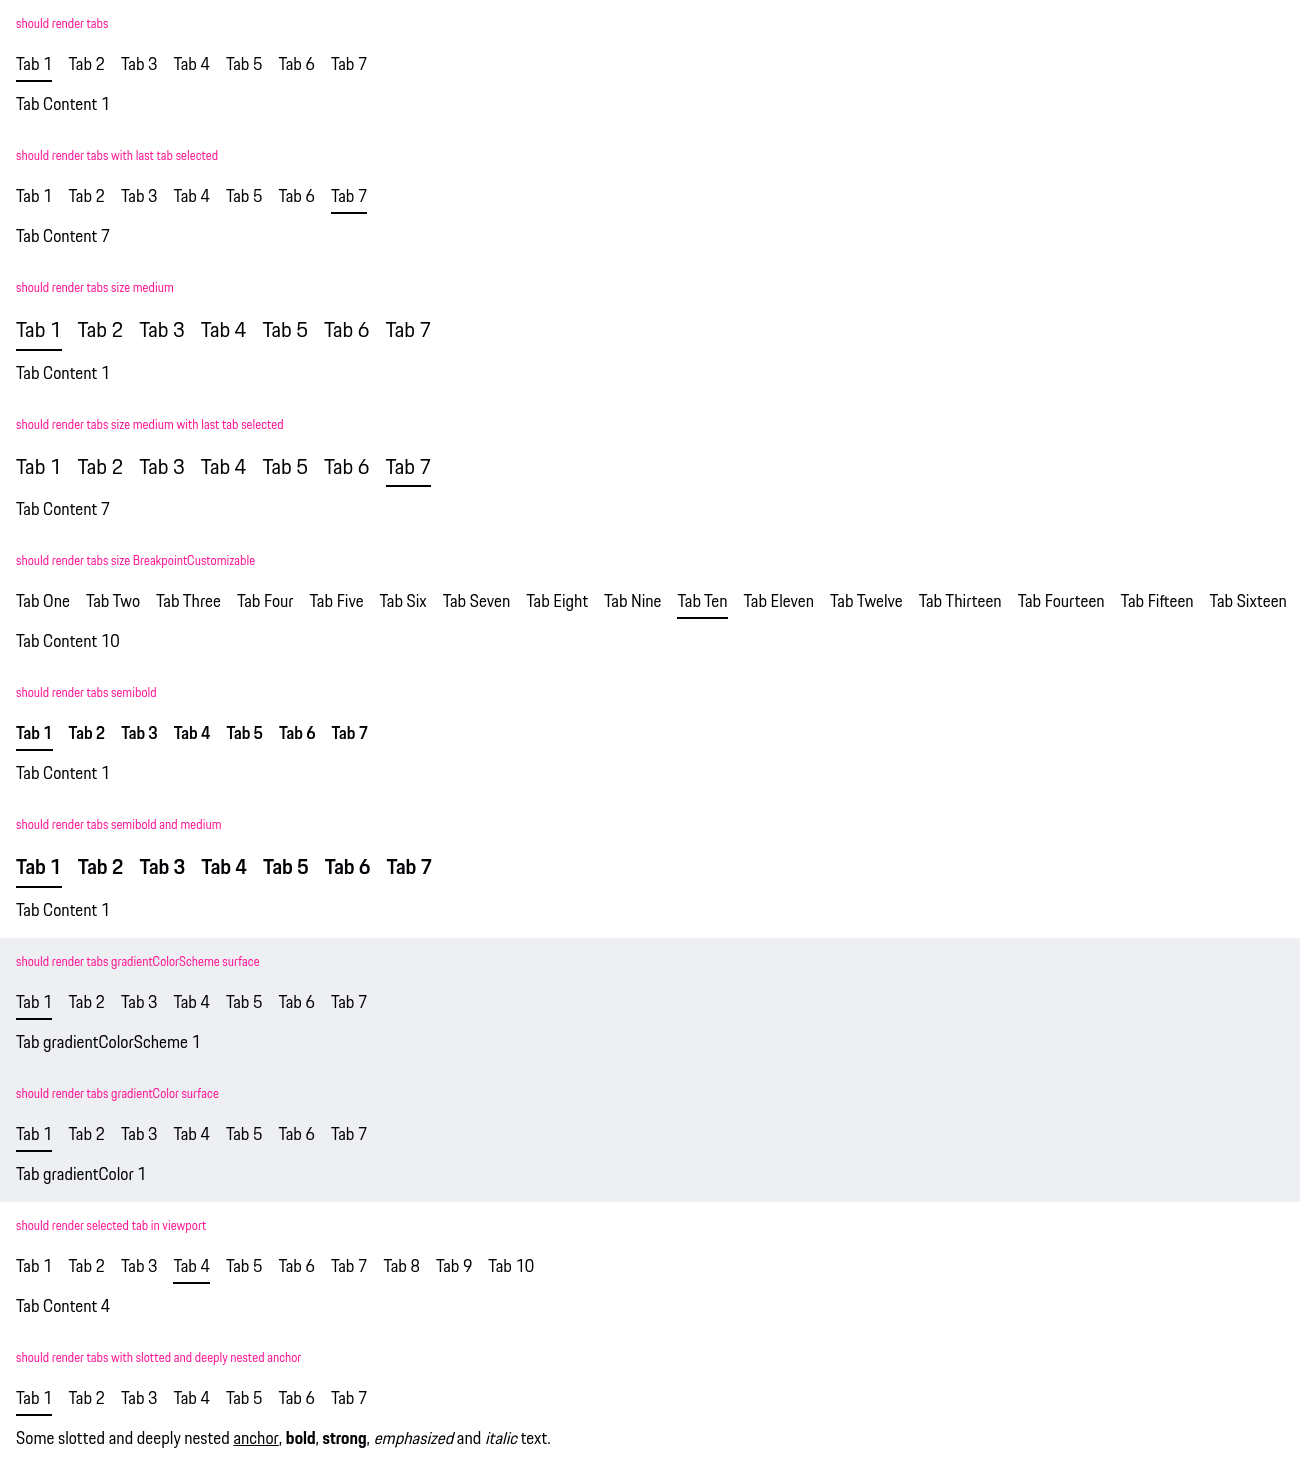 should render tabs
Tab 1 Tab 2 Tab 3 Tab 4 Tab 5 Tab 6 Tab 7
Tab Content 1
should render tabs with last tab selected
Tab 1 Tab 2 Tab 3 Tab 4 Tab 5 Tab 6 Tab 7
Tab Content 7
should render tabs size medium
Tab 1 Tab 2 Tab 3 Tab 4 Tab 5 Tab 6 Tab 7
Tab Content 1
should render tabs size medium with last tab selected
Tab 1 Tab 2 Tab 3 Tab 4 Tab 5 Tab 6 Tab 7
Tab Content 7
should render tabs size BreakpointCustomizable
Tab One Tab Two Tab Three Tab Four Tab Five Tab Six Tab Seven Tab Eight Tab Nine Tab Ten Tab Eleven Tab Twelve Tab Thirteen Tab Fourteen Tab Fifteen Tab Sixteen
Tab Content 10
should render tabs semibold
Tab 1 Tab 2 Tab 3 Tab 4 Tab 5 Tab 6 Tab 7
Tab Content 1
should render tabs semibold and medium
Tab 1 Tab 2 Tab 3 Tab 4 Tab 5 Tab 6 Tab 7
Tab Content 1
should render tabs gradientColorScheme surface
Tab 1 Tab 2 Tab 3 Tab 4 Tab 5 Tab 6 Tab 7
Tab gradientColorScheme 1
should render tabs gradientColor surface
Tab 1 Tab 2 Tab 3 Tab 4 Tab 5 Tab 6 Tab 7
Tab gradientColor 1
should render selected tab in viewport
Tab 1 Tab 2 Tab 3 Tab 4 Tab 5 Tab 6 Tab 7 Tab 8 Tab 9 Tab 10
Tab Content 4
should render tabs with slotted and deeply nested anchor
Tab 1 Tab 2 Tab 3 Tab 4 Tab 5 Tab 6 Tab 7
Some slotted and deeply nested anchor, bold, strong, emphasized and italic text.